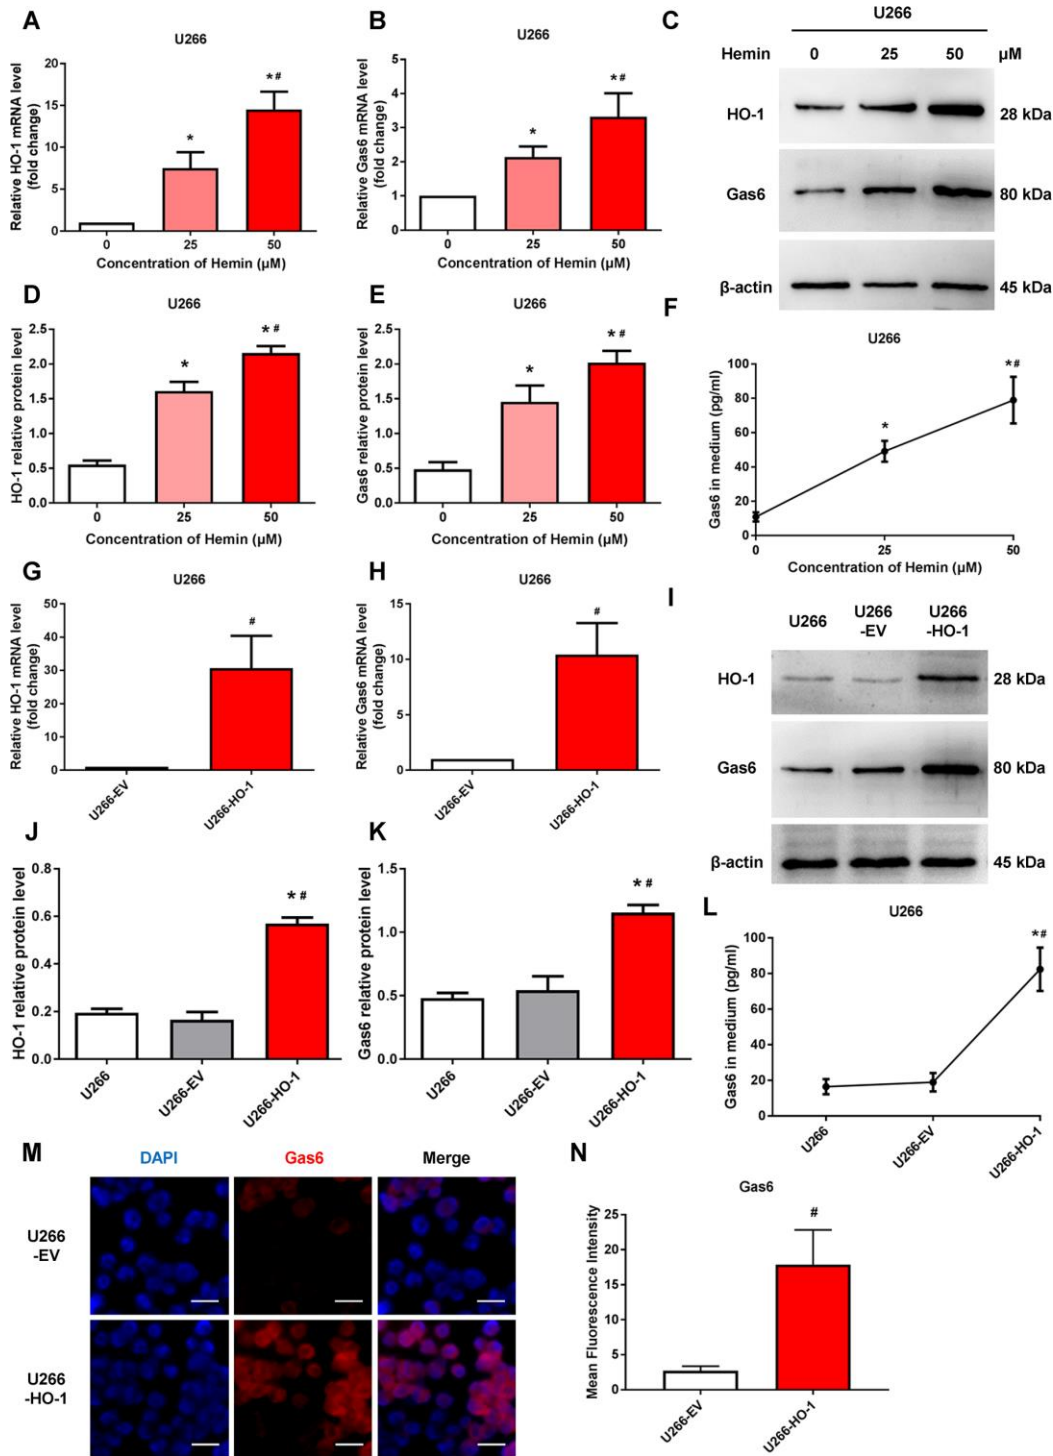 A
U266
Relative HO-1 mRNA level
(fold change)
20
15
10
5
0
*
*#
0
25
50
Concentration of Hemin (μM)
B
U266
Relative Gas6 mRNA level
(fold change)
5
4
3
2
1
0
*
*#
0
25
50
Concentration of Hemin (μM)
C
U266
Hemin 0 25 50 μM
HO-1 28 kDa
Gas6 80 kDa
β-actin 45 kDa
D
U266
HO-1 relative protein level
2.5
2.0
1.5
1.0
0.5
0.0
*
* #
0
25
50
Concentration of Hemin (μM)
E
U266
Gas6 relative protein level
2.5
2.0
1.5
1.0
0.5
0.0
*
* #
0
25
50
Concentration of Hemin (μM)
F
U266
Gas6 in medium (pg/ml)
100
80
60
40
20
0
*
*#
0
25
50
Concentration of Hemin (μM)
G
U266
Relative HO-1 mRNA level
(fold change)
50
40
30
20
10
0
#
U266-EV
U266-HO-1
H
U266
Relative Gas6 mRNA level
(fold change)
15
10
5
0
#
U266-EV
U266-HO-1
I
U266
U266
-EV
U266
-HO-1
HO-1 28 kDa
Gas6 80 kDa
β-actin 45 kDa
J
HO-1 relative protein level
0.8
0.6
0.4
0.2
0.0
* #
U266
U266-EV
U266-HO-1
K
Gas6 relative protein level
1.5
1.0
0.5
0.0
* #
U266
U266-EV
U266-HO-1
L
U266
Gas6 in medium (pg/ml)
100
80
60
40
20
0
*#
U266
U266-EV
U266-HO-1
M
DAPI Gas6 Merge
U266
-EV
U266
-HO-1
N
Gas6
Mean Fluorescence Intensity
25
20
15
10
5
0
#
U266-EV
U266-HO-1